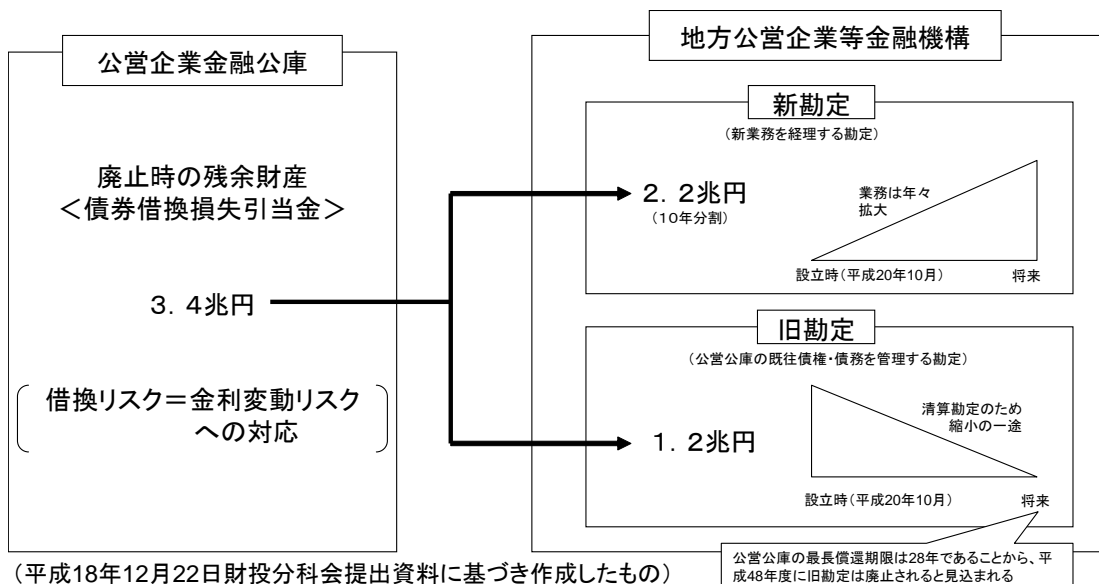 公営企業金融公庫
廃止時の残余財産
＜債券借換損失引当金＞
３．４兆円
借換リスク＝金利変動リスク
への対応
地方公営企業等金融機構
新勘定
（新業務を経理する勘定）
２．２兆円
（１０年分割）
業務は年々
拡大
設立時（平成20年10月）
将来
旧勘定
（公営公庫の既往債権・債務を管理する勘定）
１．２兆円
清算勘定のため
縮小の一途
設立時（平成20年10月）
将来
公営公庫の最長償還期限は28年であることから、平
成48年度に旧勘定は廃止されると見込まれる
（平成18年12月22日財投分科会提出資料に基づき作成したもの）